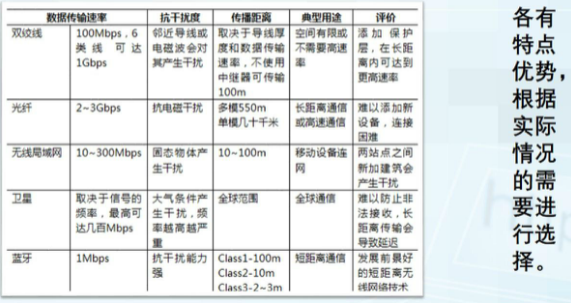 数据传输速率 抗干扰度 传播距离 典型用途 评价
双绞线 100Mbps，6 邻近导线或 取决于导线厚 空间有限或 添加 保护
类线 可 达 电磁波会对 度和数据传输 不需要高速 层，在长距
1Gbps 其产生干扰 速率，不使用 率 离内可达到
中继器可传输 更高速率
100m
光纤 2~3Gbps 抗电磁干扰 多模550m 长距离通信 难以添加新
单模几十千米 或高速通信 设备，连接
困难
无线局域网 10~300Mbps 固态物体产 10~100m 移动设备连 两站点之间
生干扰 网 新加建筑会
产生干扰
卫星 取决于信号的 大气条件产 全球范围 全球通信 难以防止非
频率，最高可 生干扰，频 法接收，长
达几百Mbps 率越高越严 距离传输会
重 导致延迟
蓝牙 1Mbps 抗干扰能力 Class1-100m 短距离通信 发展前景好
强 Class2-10m 的短距离无
Class3-2~3m 线网络技术
各有
特点
优势，
根据
实际
情况
的需
要进
行选
择。